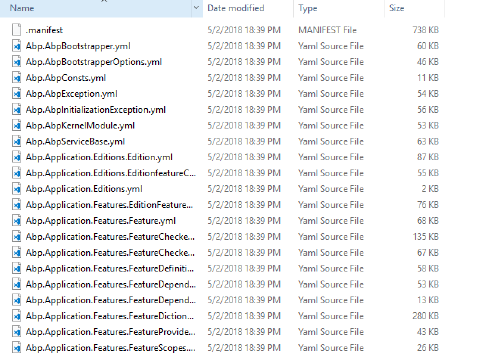 Name Date modified Type Size
.manifest 5/2/2018 18:39 PM MANIFEST File 738 KB
Abp.AbpBootstrapper.yml 5/2/2018 18:39 PM Yaml Source File 60 KB
Abp.AbpBootstrapperOptions.yml 5/2/2018 18:39 PM Yaml Source File 46 KB
Abp.AbpConsts.yml 5/2/2018 18:39 PM Yaml Source File 11 KB
Abp.AbpException.yml 5/2/2018 18:39 PM Yaml Source File 54 KB
Abp.AbpInitializationException.yml 5/2/2018 18:39 PM Yaml Source File 56 KB
Abp.AbpKernelModule.yml 5/2/2018 18:39 PM Yaml Source File 53 KB
Abp.AbpServiceBase.yml 5/2/2018 18:39 PM Yaml Source File 63 KB
Abp.Application.Editions.Edition.yml 5/2/2018 18:39 PM Yaml Source File 87 KB
Abp.Application.Editions.EditionfeatureC... 5/2/2018 18:39 PM Yaml Source File 55 KB
Abp.Application.Editions.yml 5/2/2018 18:39 PM Yaml Source File 2 KB
Abp.Application.Features.EditionFeature... 5/2/2018 18:39 PM Yaml Source File 76 KB
Abp.Application.Features.Feature.yml 5/2/2018 18:39 PM Yaml Source File 68 KB
Abp.Application.Features.FeatureChecke... 5/2/2018 18:39 PM Yaml Source File 135 KB
Abp.Application.Features.FeatureChecke... 5/2/2018 18:39 PM Yaml Source File 67 KB
Abp.Application.Features.FeatureDefiniti... 5/2/2018 18:39 PM Yaml Source File 58 KB
Abp.Application.Features.FeatureDepend... 5/2/2018 18:39 PM Yaml Source File 53 KB
Abp.Application.Features.FeatureDepend... 5/2/2018 18:39 PM Yaml Source File 13 KB
Abp.Application.Features.FeatureDiction... 5/2/2018 18:39 PM Yaml Source File 280 KB
Abp.Application.Features.FeatureProvide... 5/2/2018 18:39 PM Yaml Source File 43 KB
Abp.Application.Features.FeatureScopes.... 5/2/2018 18:39 PM Yaml Source File 26 KB